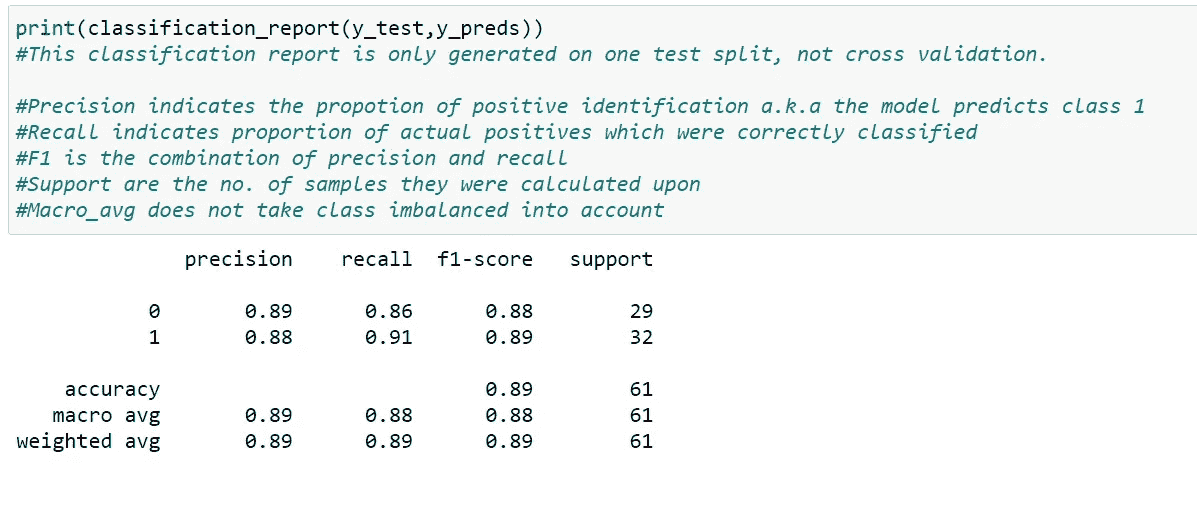 print(classification_report(y_test,y_preds))
#This classification report is only generated on one test split, not cross validation.
#Precision indicates the propotion of positive identification a.k.a the model predicts class 1
#Recall indicates proportion of actual positives which were correctly classified
#F1 is the combination of precision and recall
#Support are the no. of samples they were calculated upon
#Macro_avg does not take class imbalanced into account
precision recall f1-score support
0 0.89 0.86 0.88 29
1 0.88 0.91 0.89 32
accuracy 0.89 61
macro avg 0.89 0.88 0.88 61
weighted avg 0.89 0.89 0.89 61